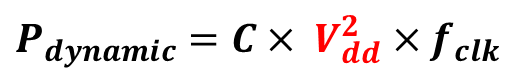 P_dynamic = C × V_dd^2 × f_clk